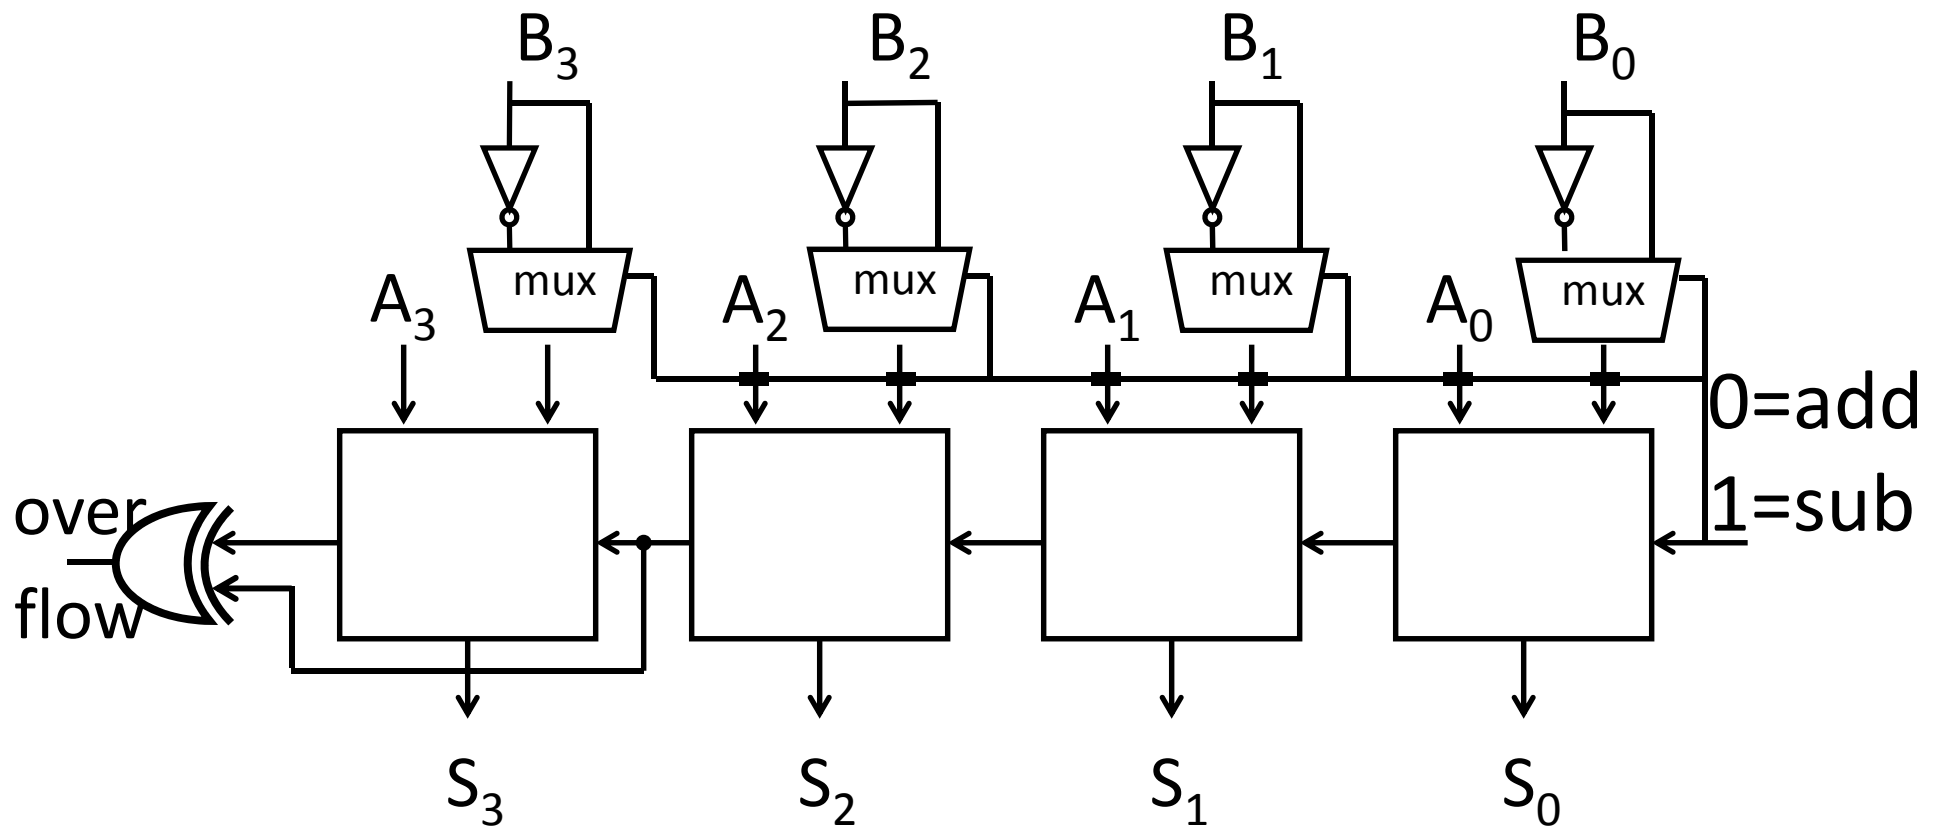 B₃ B₂ B₁ B₀
mux mux mux mux
A₃ A₂ A₁ A₀
0=add
1=sub
over
flow
S₃ S₂ S₁ S₀